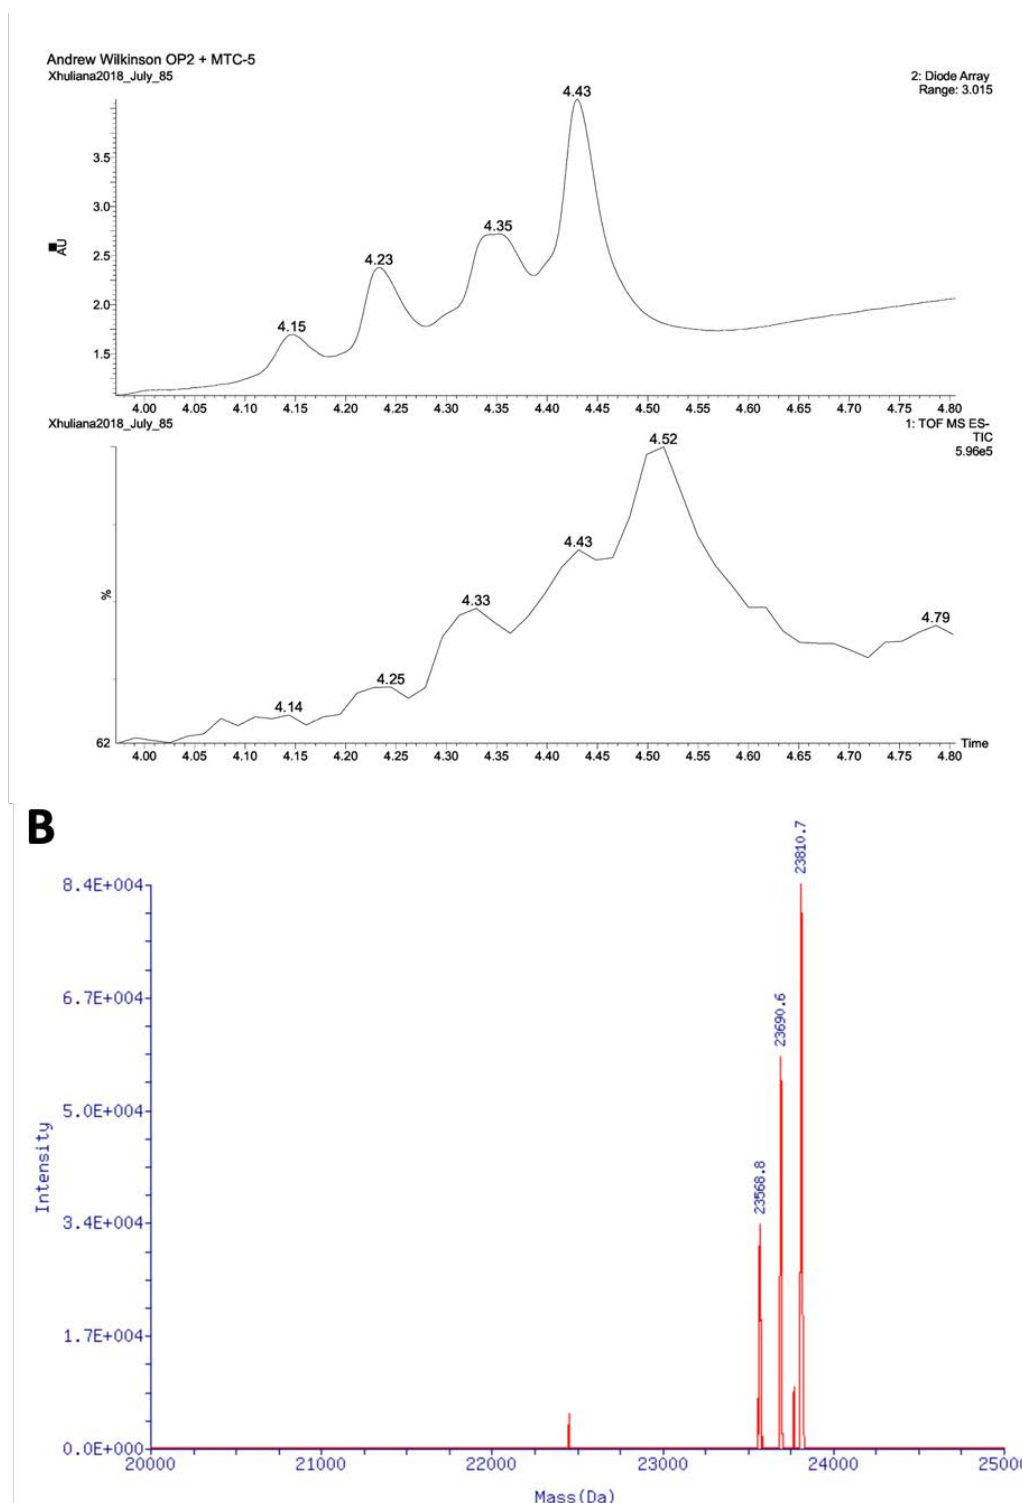 Andrew Wilkinson OP2 + MTC-5
Xhuliana2018_July_85
2: Diode Array
Range: 3.015
4.43
3.5
3.0
AU
4.35
2.5
4.23
2.0
4.15
1.5
4.00 4.05 4.10 4.15 4.20 4.25 4.30 4.35 4.40 4.45 4.50 4.55 4.60 4.65 4.70 4.75 4.80
Xhuliana2018_July_85
1: TOF MS ES-
TIC
5.96e5
4.52
4.43
%
4.33
4.79
4.25
4.14
62
Time
4.00 4.05 4.10 4.15 4.20 4.25 4.30 4.35 4.40 4.45 4.50 4.55 4.60 4.65 4.70 4.75 4.80
B
23810.7
8.4E+004
6.7E+004
23690.6
5.0E+004
Intensity
23568.8
3.4E+004
1.7E+004
0.0E+000
20000 21000 22000 23000 24000 25000
Mass(Da)